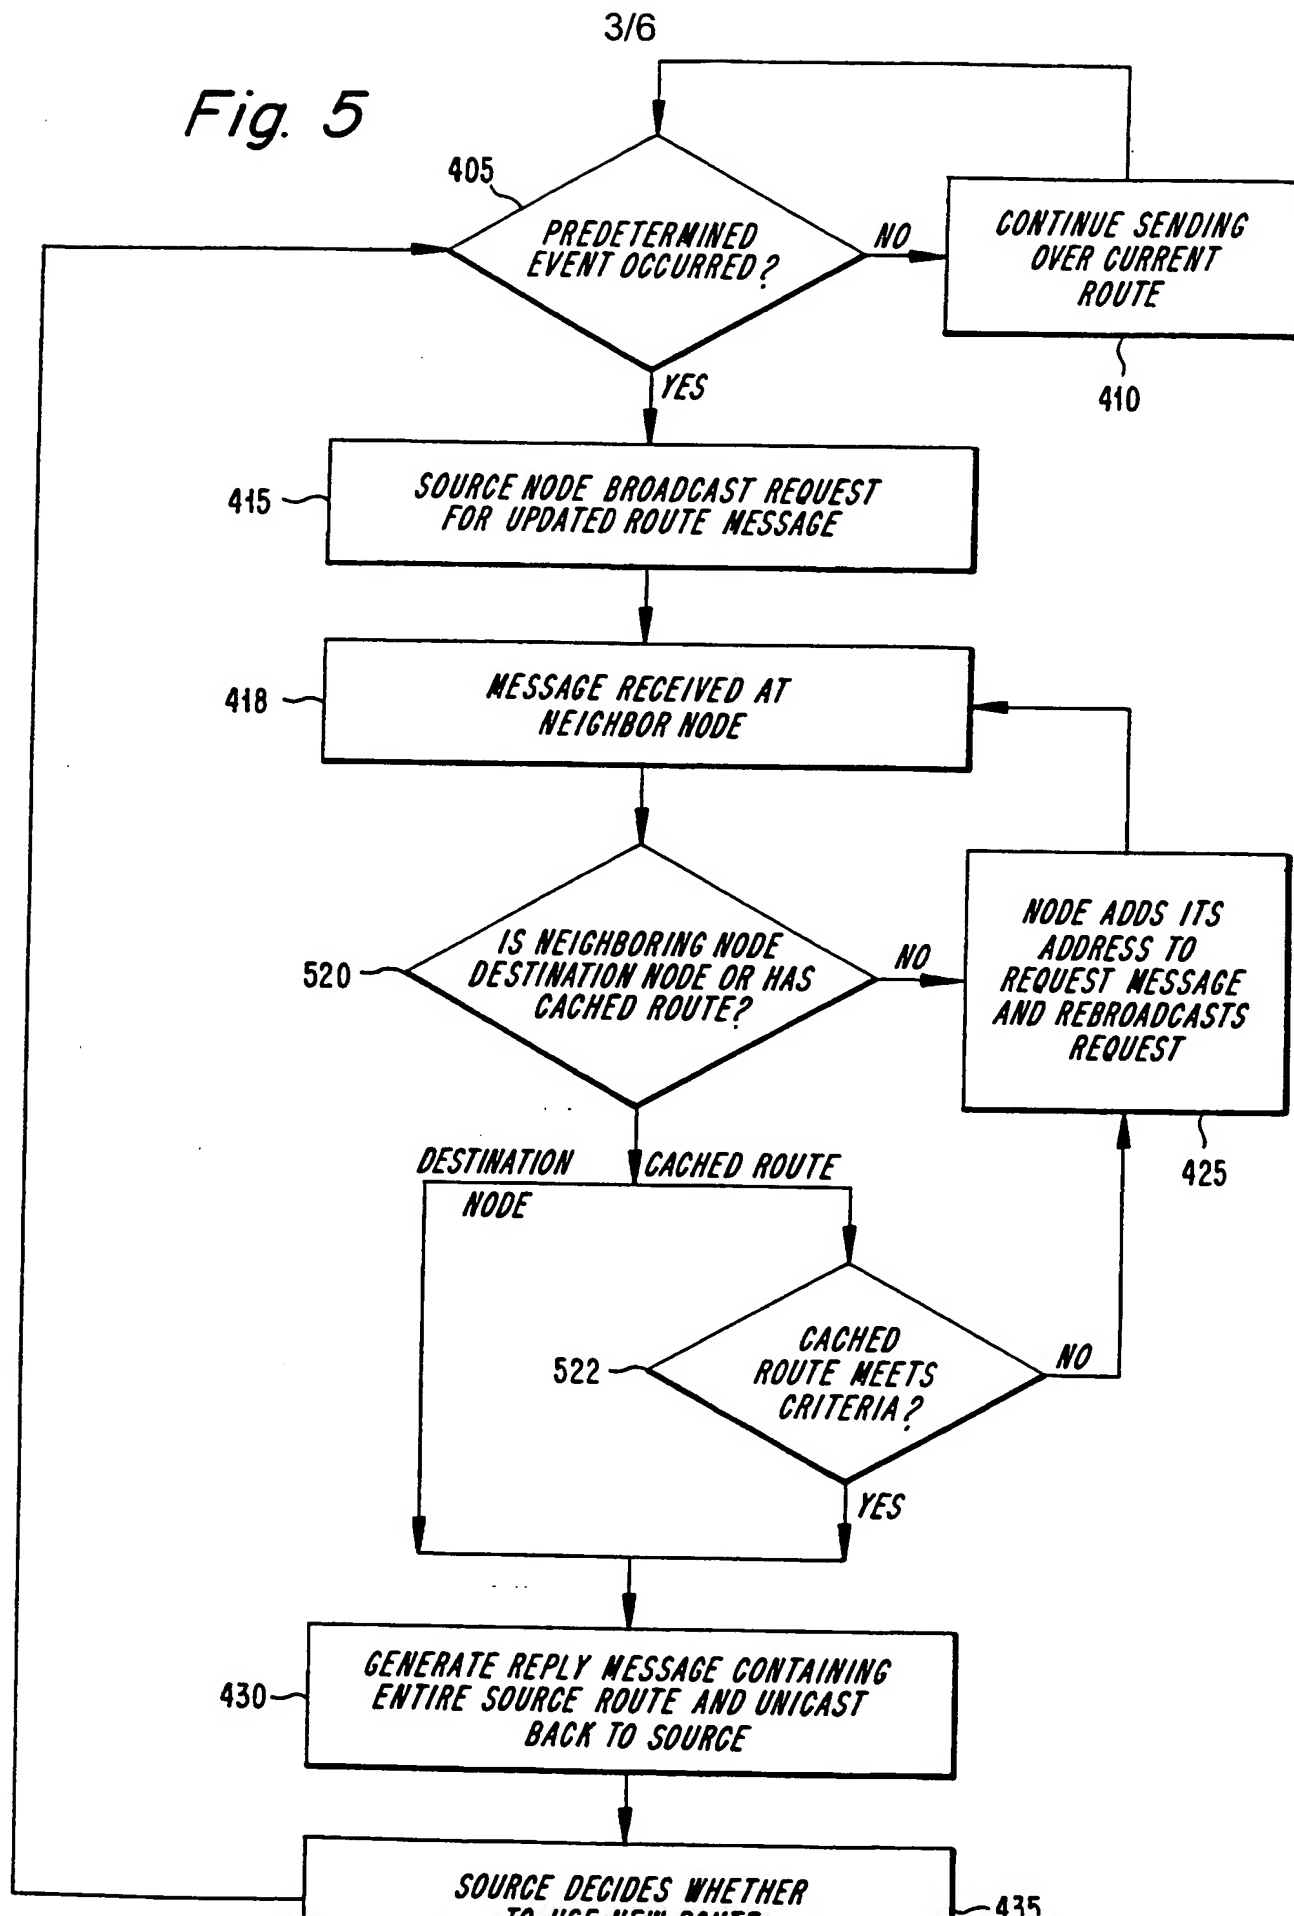 3/6
Fig. 5
405
PREDETERMINED
EVENT OCCURRED?
NO
CONTINUE SENDING
OVER CURRENT
ROUTE
410
YES
415
SOURCE NODE BROADCAST REQUEST
FOR UPDATED ROUTE MESSAGE
418
MESSAGE RECEIVED AT
NEIGHBOR NODE
520
IS NEIGHBORING NODE
DESTINATION NODE OR HAS
CACHED ROUTE?
NO
NODE ADDS ITS
ADDRESS TO
REQUEST MESSAGE
AND REBROADCASTS
REQUEST
425
DESTINATION
NODE
CACHED ROUTE
522
CACHED
ROUTE MEETS
CRITERIA?
NO
YES
430
GENERATE REPLY MESSAGE CONTAINING
ENTIRE SOURCE ROUTE AND UNICAST
BACK TO SOURCE
SOURCE DECIDES WHETHER
TO USE NEW ROUTE
435